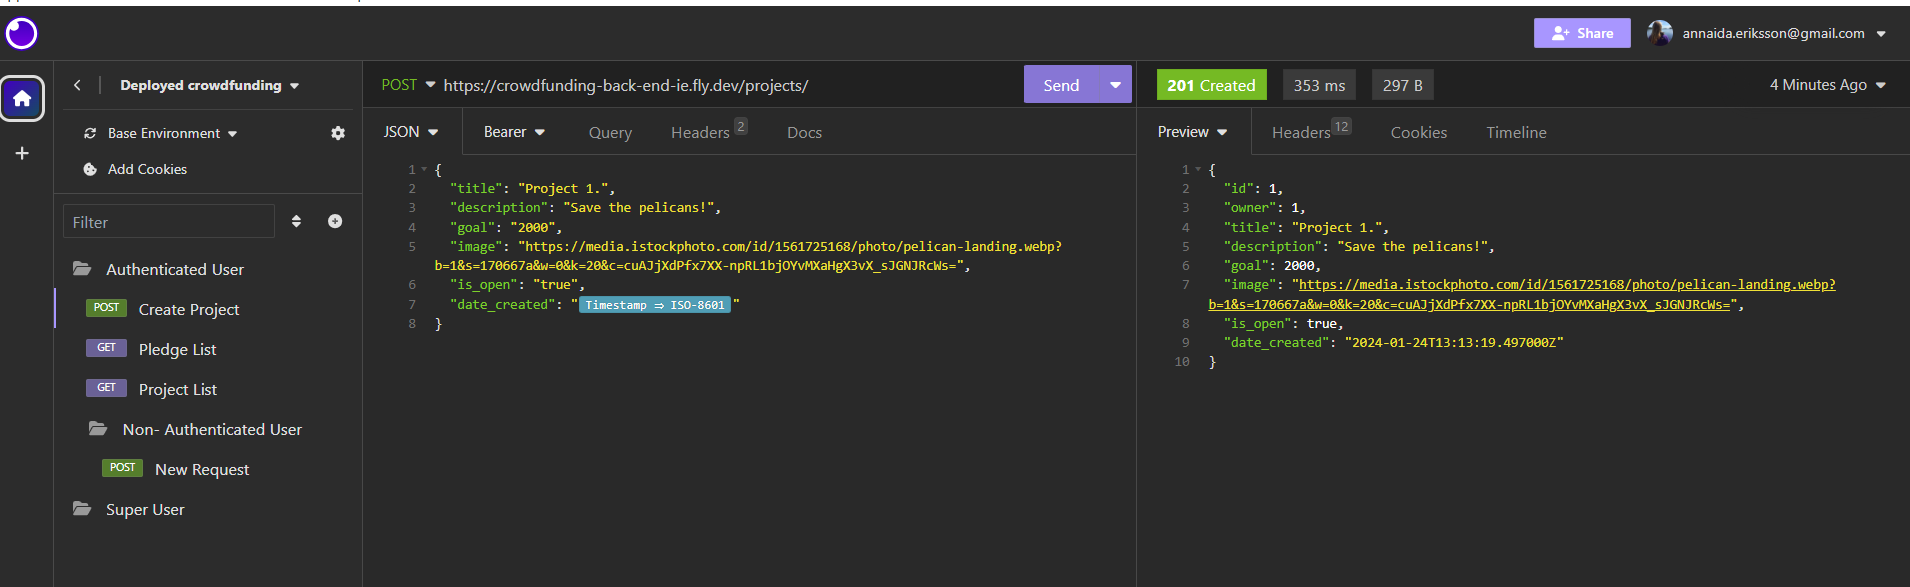 Share
annaida.eriksson@gmail.com
Deployed crowdfunding
POST https://crowdfunding-back-end-ie.fly.dev/projects/
Send
201 Created
353 ms
297 B
4 Minutes Ago
Base Environment
Add Cookies
Filter
Authenticated User
POST Create Project
GET Pledge List
GET Project List
Non- Authenticated User
POST New Request
Super User
JSON
Bearer
Query
Headers 2
Docs
1 {
2 "title": "Project 1.",
3 "description": "Save the pelicans!",
4 "goal": "2000",
5 "image": "https://media.istockphoto.com/id/1561725168/photo/pelican-landing.webp?
b=1&s=170667a&w=0&k=20&c=cuAJjXdPfx7XX-npRL1bjOYvMXaHgX3vX_sJGNJRcWs=",
6 "is_open": "true",
7 "date_created": "Timestamp ⇒ ISO-8601"
8 }
Preview
Headers 12
Cookies
Timeline
1 {
2 "id": 1,
3 "owner": 1,
4 "title": "Project 1.",
5 "description": "Save the pelicans!",
6 "goal": 2000,
7 "image": "https://media.istockphoto.com/id/1561725168/photo/pelican-landing.webp?
b=1&s=170667a&w=0&k=20&c=cuAJjXdPfx7XX-npRL1bjOYvMXaHgX3vX_sJGNJRcWs=",
8 "is_open": true,
9 "date_created": "2024-01-24T13:13:19.497000Z"
10 }